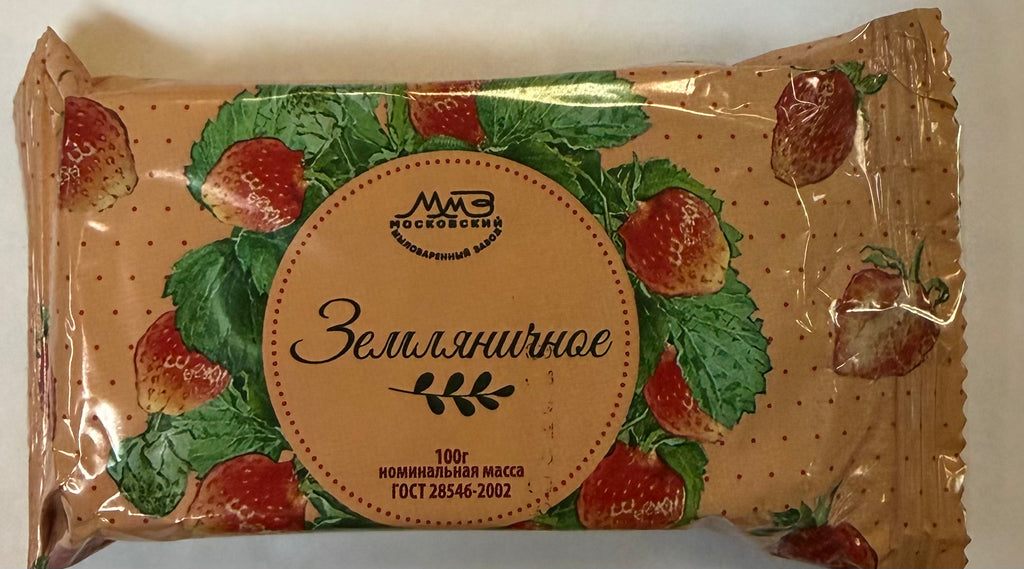 ММЗ
МОСКОВСКИЙ
МЫЛОВАРЕННЫЙ ЗАВОД
Земляничное
100г
номинальная масса
ГОСТ 28546-2002